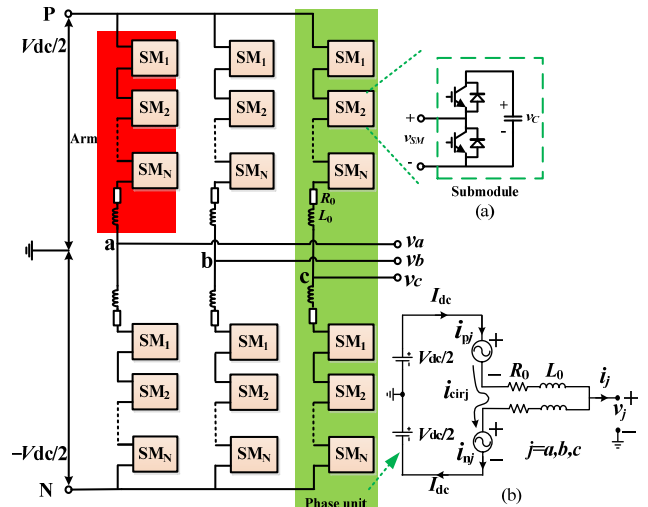 P
Vdc/2
Arm
SM1 SM1 SM1
SM2 SM2 SM2
SMN SMN SMN
R0
L0
+
vSM
-
+
vC
-
Submodule
(a)
a
b
c
va
vb
vc
SM1 SM1 SM1
SM2 SM2 SM2
SMN SMN SMN
−Vdc/2
N
Phase unit
Idc
ipj
+
−
Vdc/2
icirj
R0 L0
ij
vj
+
−
Vdc/2
+
inj
−
j=a,b,c
Idc
(b)